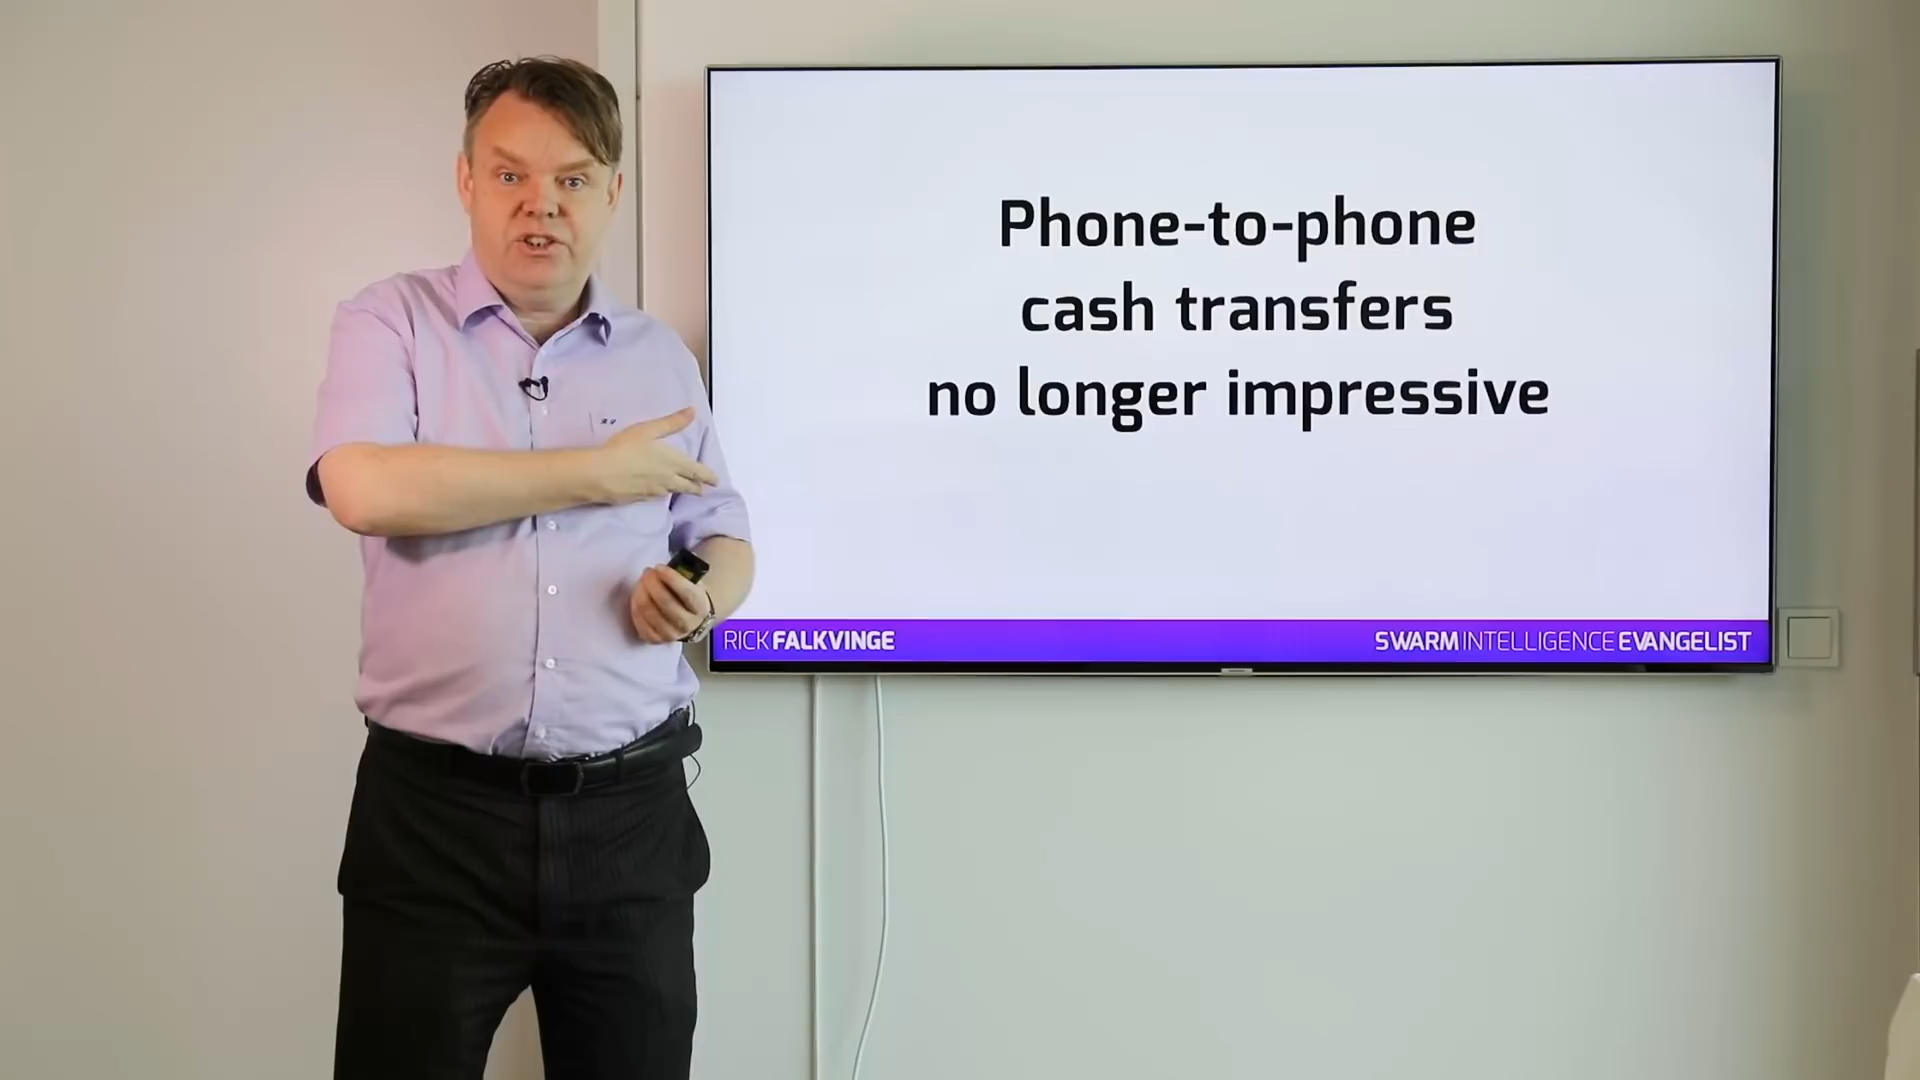 Phone-to-phone
cash transfers
no longer impressive
RICKFALKVINGE
SWARMINTELLIGENCEEVANGELIST